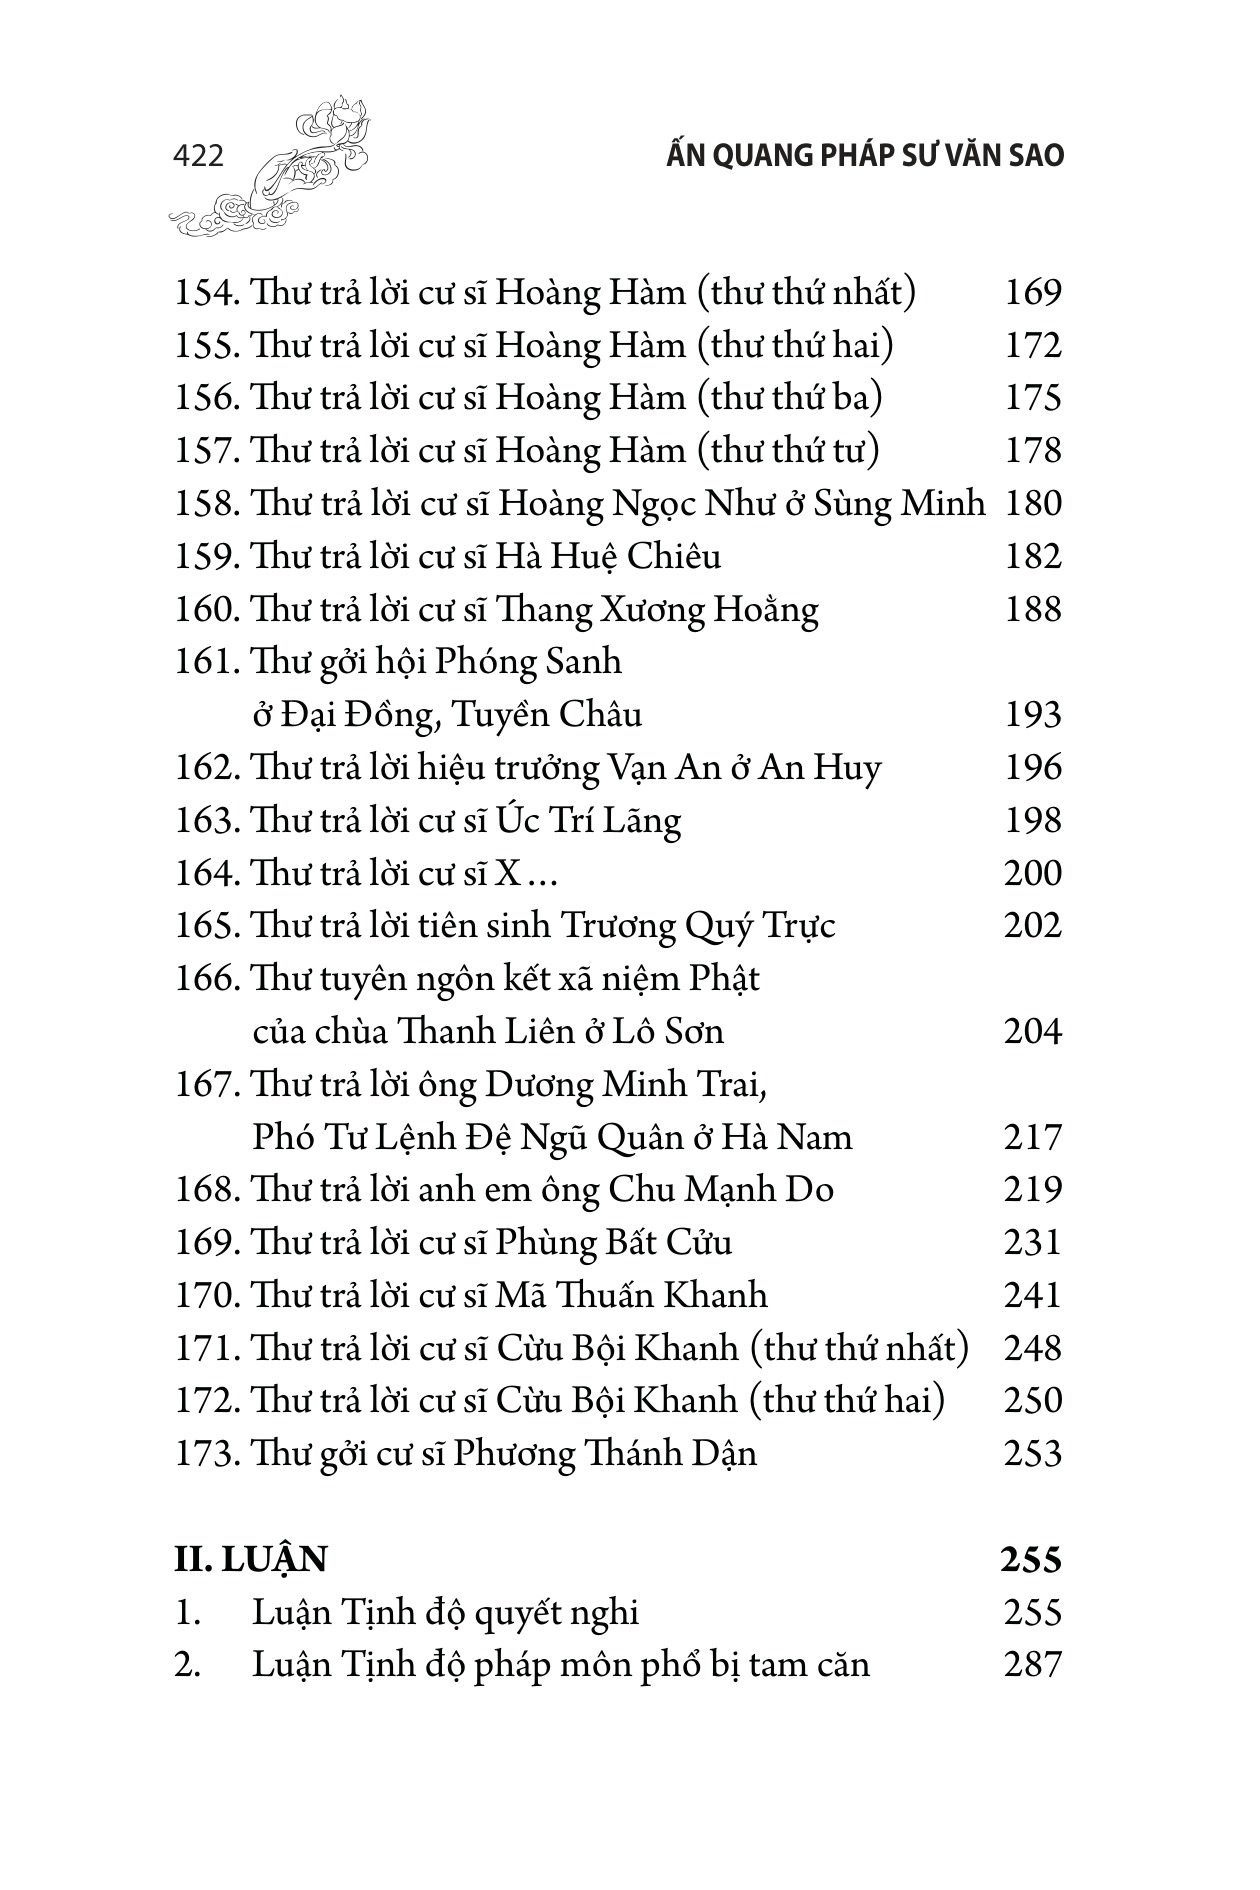 422
ẤN QUANG PHÁP SƯ VĂN SAO
154. Thư trả lời cư sĩ Hoàng Hàm (thư thứ nhất) 169
155. Thư trả lời cư sĩ Hoàng Hàm (thư thứ hai) 172
156. Thư trả lời cư sĩ Hoàng Hàm (thư thứ ba) 175
157. Thư trả lời cư sĩ Hoàng Hàm (thư thứ tư) 178
158. Thư trả lời cư sĩ Hoàng Ngọc Như ở Sùng Minh 180
159. Thư trả lời cư sĩ Hà Huệ Chiêu 182
160. Thư trả lời cư sĩ Thang Xương Hoằng 188
161. Thư gởi hội Phóng Sanh
ở Đại Đồng, Tuyền Châu 193
162. Thư trả lời hiệu trưởng Vạn An ở An Huy 196
163. Thư trả lời cư sĩ Úc Trí Lãng 198
164. Thư trả lời cư sĩ X… 200
165. Thư trả lời tiên sinh Trương Quý Trực 202
166. Thư tuyên ngôn kết xã niệm Phật
của chùa Thanh Liên ở Lô Sơn 204
167. Thư trả lời ông Dương Minh Trai,
Phó Tư Lệnh Đệ Ngũ Quân ở Hà Nam 217
168. Thư trả lời anh em ông Chu Mạnh Do 219
169. Thư trả lời cư sĩ Phùng Bất Cửu 231
170. Thư trả lời cư sĩ Mã Thuấn Khanh 241
171. Thư trả lời cư sĩ Cừu Bội Khanh (thư thứ nhất) 248
172. Thư trả lời cư sĩ Cừu Bội Khanh (thư thứ hai) 250
173. Thư gởi cư sĩ Phương Thánh Dận 253
II. LUẬN 255
1. Luận Tịnh độ quyết nghi 255
2. Luận Tịnh độ pháp môn phổ bị tam căn 287